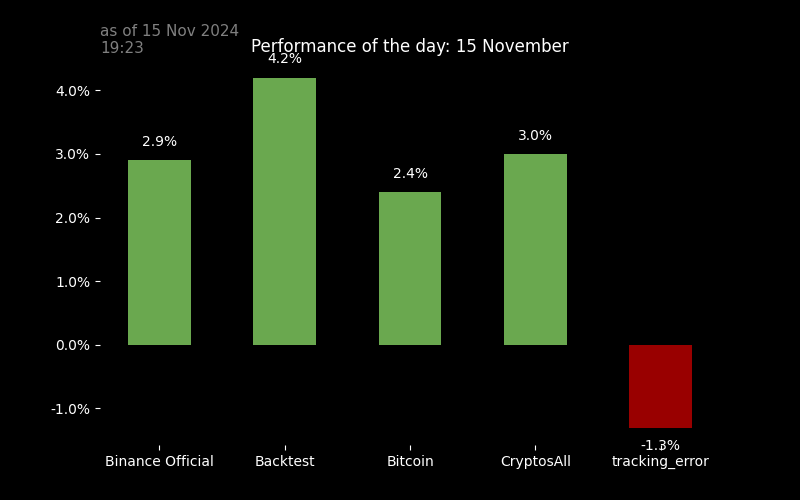 as of 15 Nov 2024
19:23
Performance of the day: 15 November
4.2%
4.0%
2.9%
3.0%
3.0%
2.4%
2.0%
1.0%
0.0%
-1.0%
-1.3%
Binance Official
Backtest
Bitcoin
CryptosAll
tracking_error